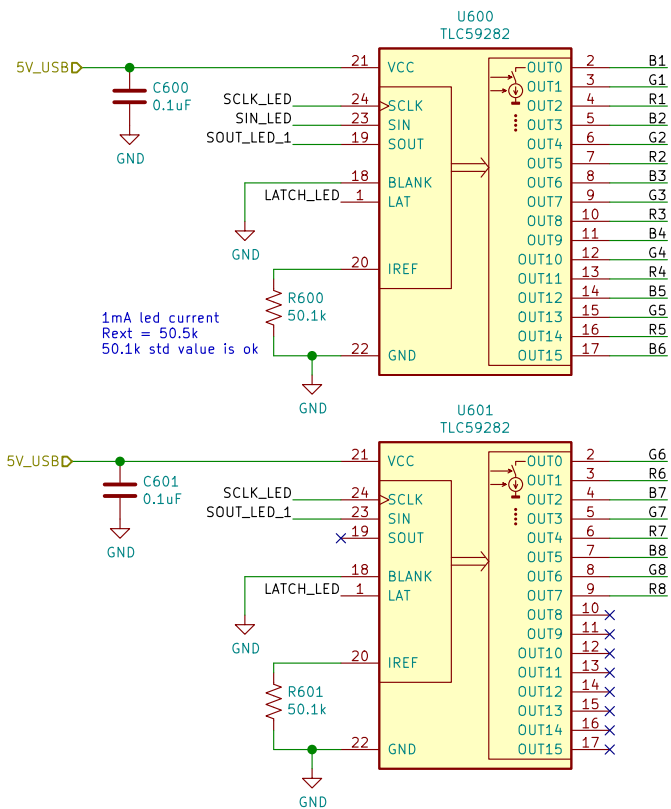 U600
TLC59282
5V_USB
21
VCC
C600
0.1uF
GND
SCLK_LED
24
SCLK
SIN_LED
23
SIN
SOUT_LED_1
19
SOUT
18
BLANK
LATCH_LED
1
LAT
GND
20
IREF
R600
50.1k
1mA led current
Rext = 50.5k
50.1k std value is ok
22
GND
GND
OUT0 2 B1
OUT1 3 G1
OUT2 4 R1
OUT3 5 B2
OUT4 6 G2
OUT5 7 R2
OUT6 8 B3
OUT7 9 G3
OUT8 10 R3
OUT9 11 B4
OUT10 12 G4
OUT11 13 R4
OUT12 14 B5
OUT13 15 G5
OUT14 16 R5
OUT15 17 B6
U601
TLC59282
5V_USB
21
VCC
C601
0.1uF
GND
SCLK_LED
24
SCLK
SOUT_LED_1
23
SIN
19
SOUT
18
BLANK
LATCH_LED
1
LAT
GND
20
IREF
R601
50.1k
22
GND
GND
OUT0 2 G6
OUT1 3 R6
OUT2 4 B7
OUT3 5 G7
OUT4 6 R7
OUT5 7 B8
OUT6 8 G8
OUT7 9 R8
OUT8 10
OUT9 11
OUT10 12
OUT11 13
OUT12 14
OUT13 15
OUT14 16
OUT15 17